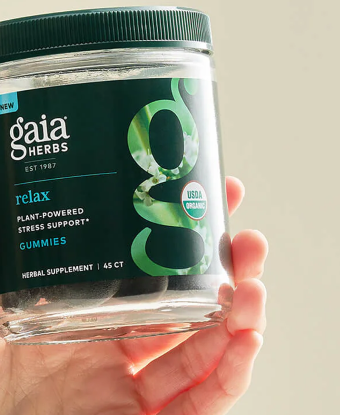 NEW
gaia
HERBS
EST 1987
relax
PLANT-POWERED
STRESS SUPPORT*
GUMMIES
USDA
ORGANIC
HERBAL SUPPLEMENT | 45 CT